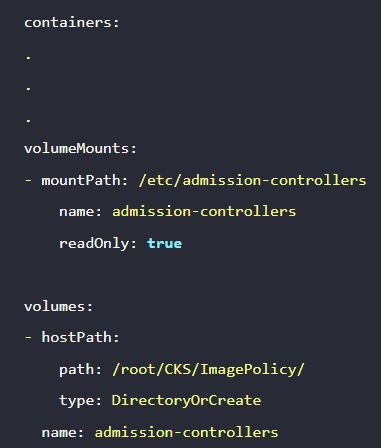 containers:
.
.
.
volumeMounts:
- mountPath: /etc/admission-controllers
    name: admission-controllers
    readOnly: true

volumes:
- hostPath:
    path: /root/CKS/ImagePolicy/
    type: DirectoryOrCreate
  name: admission-controllers